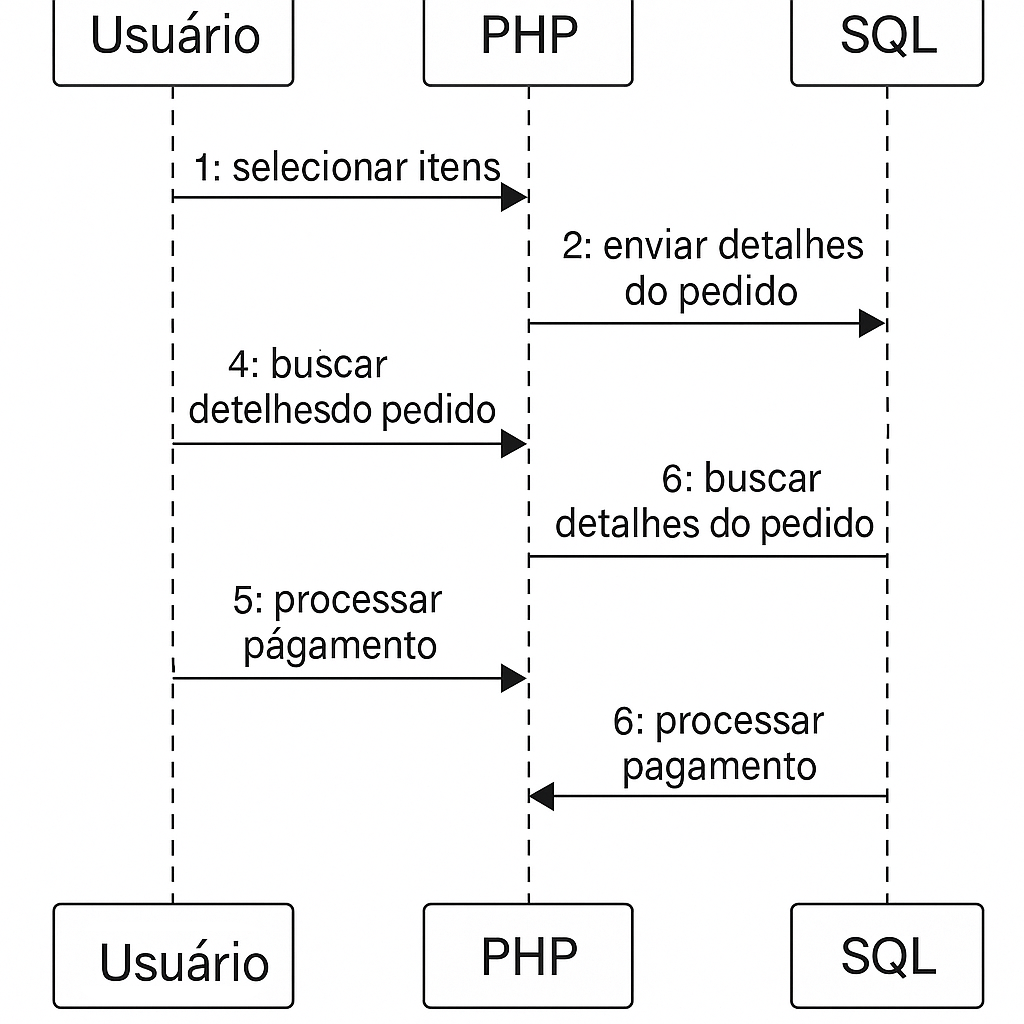 Usuário
PHP
SQL
1: selecionar itens
2: enviar detalhes
do pedido
4: buscar
detelhesdo pedido
6: buscar
detalhes do pedido
5: processar
págamento
6: processar
pagamento
Usuário
PHP
SQL